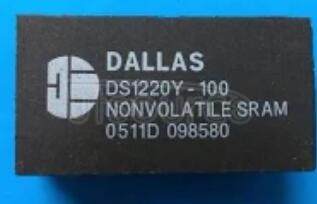 DALLAS
DS1220Y-100
NONVOLATILE SRAM
0511D 098580